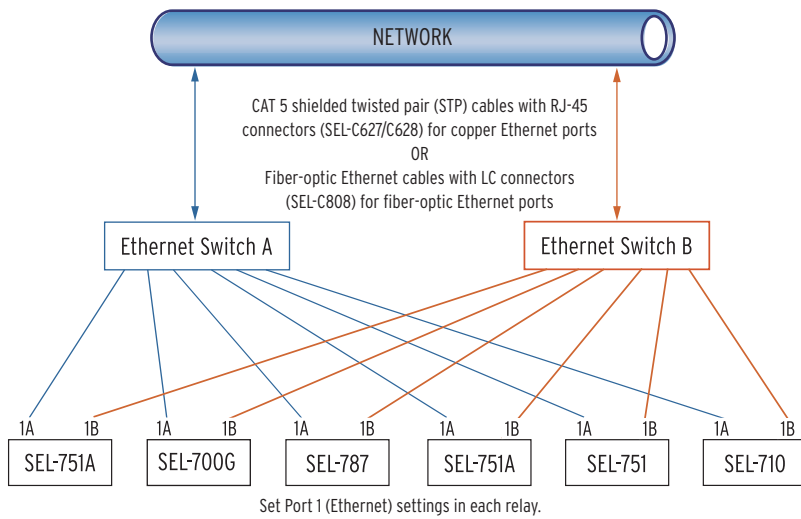 NETWORK
CAT 5 shielded twisted pair (STP) cables with RJ-45
connectors (SEL-C627/C628) for copper Ethernet ports
OR
Fiber-optic Ethernet cables with LC connectors
(SEL-C808) for fiber-optic Ethernet ports
Ethernet Switch A
Ethernet Switch B
1A 1B 1A 1B 1A 1B 1A 1B 1A 1B 1A 1B
SEL-751A SEL-700G SEL-787 SEL-751A SEL-751 SEL-710
Set Port 1 (Ethernet) settings in each relay.